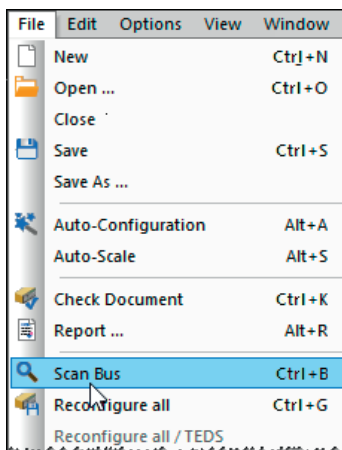 File Edit Options View Window
New Ctrl+N
Open ... Ctrl+O
Close
Save Ctrl+S
Save As ...
Auto-Configuration Alt+A
Auto-Scale Alt+S
Check Document Ctrl+K
Report ... Alt+R
Scan Bus Ctrl+B
Reconfigure all Ctrl+G
Reconfigure all / TEDS